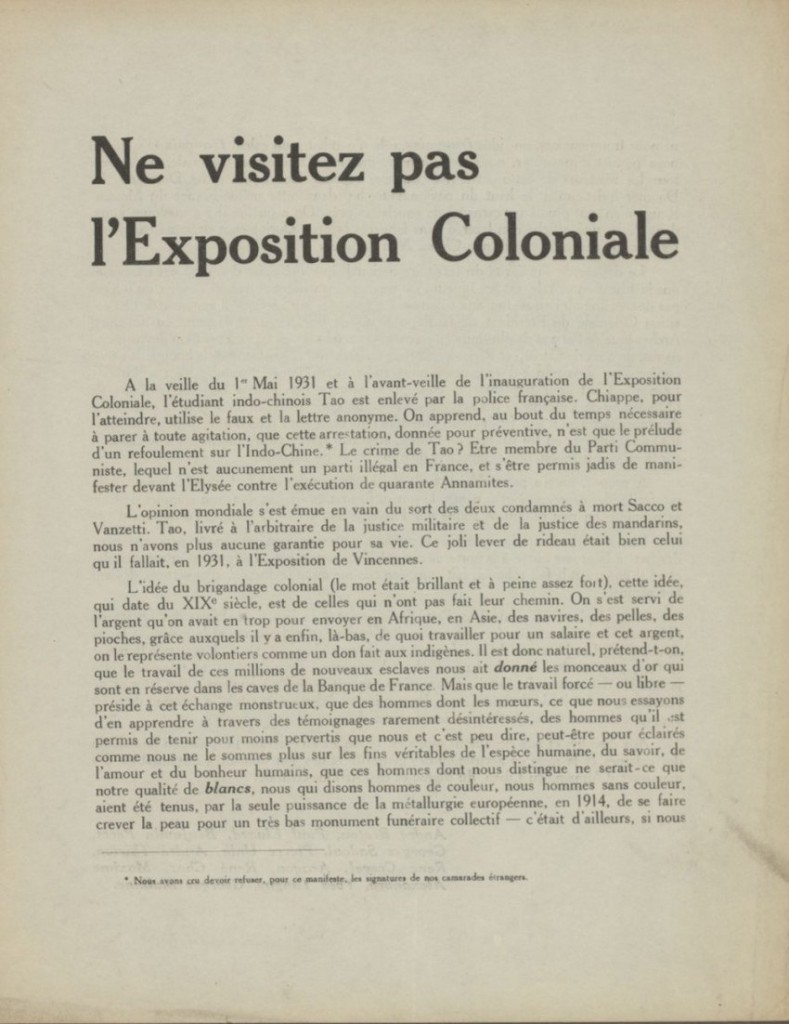 Ne visitez pas
l'Exposition Coloniale
A la veille du 1er Mai 1931 et à l'avant-veille de l'inauguration de l'Exposition
Coloniale, l'étudiant indo-chinois Tao est enlevé par la police française. Chiappe, pour
l'atteindre, utilise le faux et la lettre anonyme. On apprend, au bout du temps nécessaire
à parer à toute agitation, que cette arrestation, donnée pour préventive, n'est que le prélude
d'un refoulement sur l'Indo-Chine.* Le crime de Tao? Etre membre du Parti Commu-
niste, lequel n'est aucunement un parti illégal en France, et s'être permis jadis de mani-
fester devant l'Elysée contre l'exécution de quarante Annamites.
L'opinion mondiale s'est émue en vain du sort des deux condamnés à mort Sacco et
Vanzetti. Tao, livré à l'arbitraire de la justice militaire et de la justice des mandarins,
nous n'avons plus aucune garantie pour sa vie. Ce joli lever de rideau était bien celui
qu'il fallait, en 1931, à l'Exposition de Vincennes.
L'idée du brigandage colonial (le mot était brillant et à peine assez fort), cette idée,
qui date du XIXe siècle, est de celles qui n'ont pas fait leur chemin. On s'est servi de
l'argent qu'on avait en trop pour envoyer en Afrique, en Asie, des navires, des pelles, des
pioches, grâce auxquels il y a enfin, là-bas, de quoi travailler pour un salaire et cet argent,
on le représente volontiers comme un don fait aux indigènes. Il est donc naturel, prétend-t-on,
que le travail de ces millions de nouveaux esclaves nous ait donné les monceaux d'or qui
sont en réserve dans les caves de la Banque de France. Mais que le travail forcé — ou libre —
préside à cet échange monstrueux, que des hommes dont les mœurs, ce que nous essayons
d'en apprendre à travers des témoignages rarement désintéressés, des hommes qu'il est
permis de tenir pour moins pervertis que nous et c'est peu dire, peut-être pour éclairés
comme nous ne le sommes plus sur les fins véritables de l'espèce humaine, du savoir, de
l'amour et du bonheur humains, que ces hommes dont nous distingue ne serait-ce que
notre qualité de blancs, nous qui disons hommes de couleur, nous hommes sans couleur,
aient été tenus, par la seule puissance de la métallurgie européenne, en 1914, de se faire
crever la peau pour un très bas monument funéraire collectif — c'était d'ailleurs, si nous
* Nous avons cru devoir refuser, pour ce manifeste, les signatures de nos camarades étrangers.